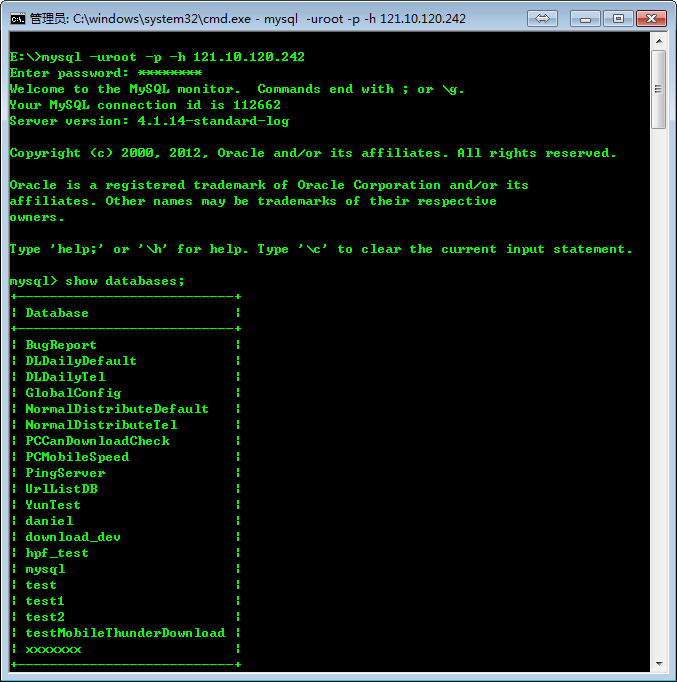 管理员: C:\windows\system32\cmd.exe - mysql  -uroot -p -h 121.10.120.242
E:\>mysql -uroot -p -h 121.10.120.242
Enter password: ********
Welcome to the MySQL monitor.  Commands end with ; or \g.
Your MySQL connection id is 112662
Server version: 4.1.14-standard-log
Copyright (c) 2000, 2012, Oracle and/or its affiliates. All rights reserved.
Oracle is a registered trademark of Oracle Corporation and/or its
affiliates. Other names may be trademarks of their respective
owners.
Type 'help;' or '\h' for help. Type '\c' to clear the current input statement.
mysql> show databases;
+---------------------------+
| Database                  |
+---------------------------+
| BugReport                 |
| DLDailyDefault            |
| DLDailyTel                |
| GlobalConfig              |
| NormalDistributeDefault   |
| NormalDistributeTel       |
| PCCanDownloadCheck        |
| PCMobileSpeed             |
| PingServer                |
| UrlListDB                 |
| YunTest                   |
| daniel                    |
| download_dev              |
| hpf_test                  |
| mysql                     |
| test                      |
| test1                     |
| test2                     |
| testMobileThunderDownload |
| xxxxxxx                   |
+---------------------------+